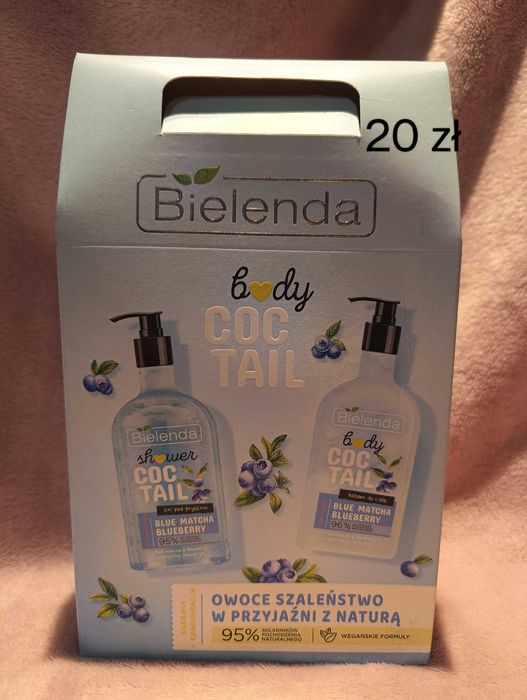 20 zł
Bielenda
body
COC
TAIL
Bielenda
shower
COC
TAIL
żel pod prysznic
BLUE MATCHA
BLUEBERRY
95%
Bielenda
body
COC
TAIL
balsam do ciała
BLUE MATCHA
BLUEBERRY
96%
OWOCE SZALEŃSTWO
W PRZYJAŹNI Z NATURĄ
95% SKŁADNIKÓW
POCHODZENIA
NATURALNEGO
WEGAŃSKIE FORMUŁY